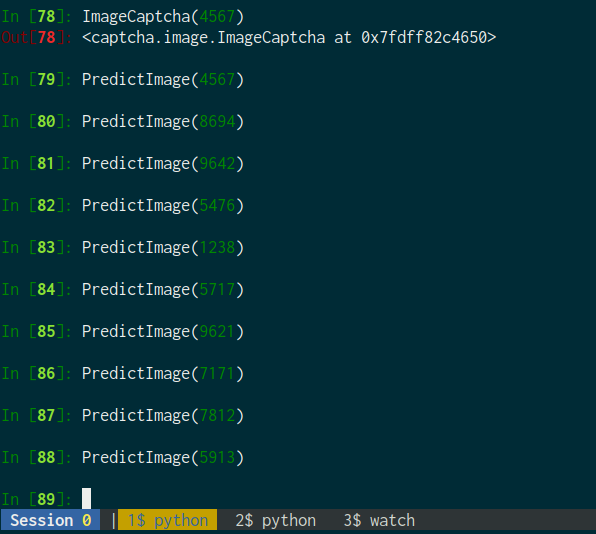 In [78]: ImageCaptcha(4567)
Out[78]: <captcha.image.ImageCaptcha at 0x7fdff82c4650>
In [79]: PredictImage(4567)
In [80]: PredictImage(8694)
In [81]: PredictImage(9642)
In [82]: PredictImage(5476)
In [83]: PredictImage(1238)
In [84]: PredictImage(5717)
In [85]: PredictImage(9621)
In [86]: PredictImage(7171)
In [87]: PredictImage(7812)
In [88]: PredictImage(5913)
In [89]:
Session 0 | 1$ python 2$ python 3$ watch